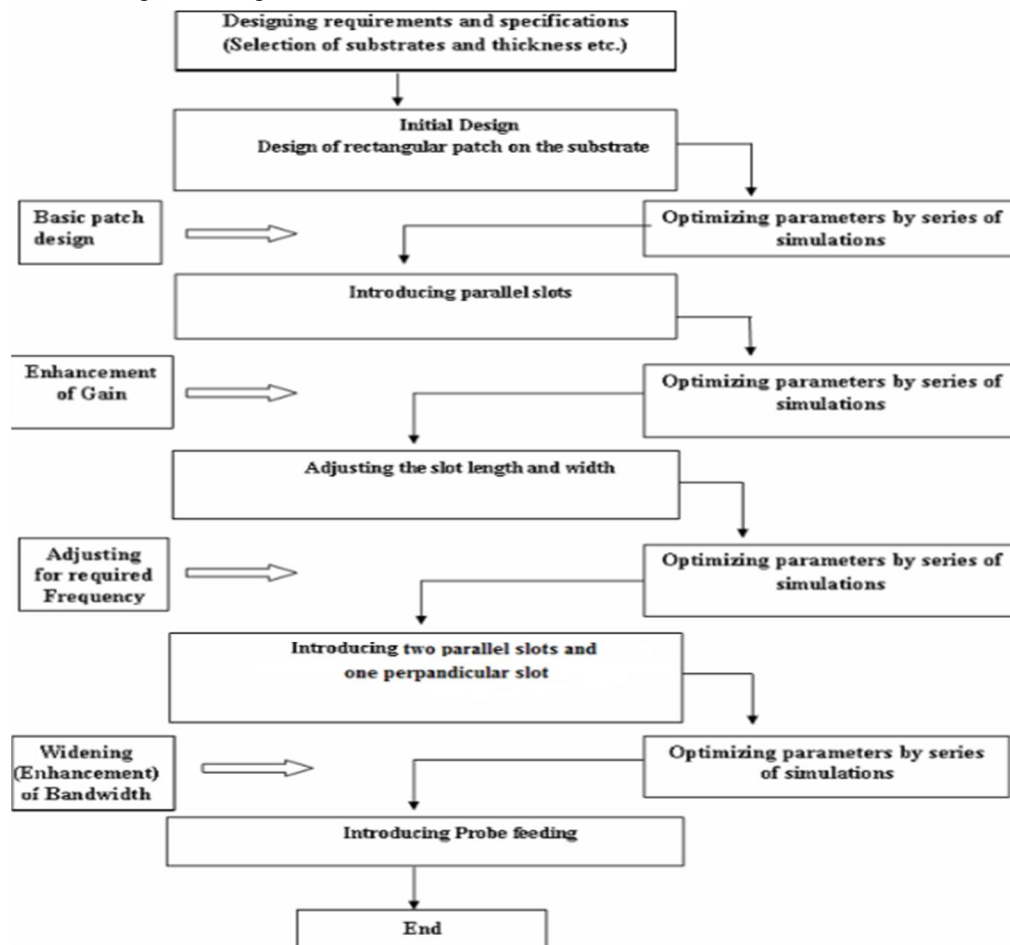 Designing requirements and specifications
(Selection of substrates and thickness etc.)
Initial Design
Design of rectangular patch on the substrate
Basic patch
design
Optimizing parameters by series of
simulations
Introducing parallel slots
Enhancement
of Gain
Optimizing parameters by series of
simulations
Adjusting the slot length and width
Adjusting
for required
Frequency
Optimizing parameters by series of
simulations
Introducing two parallel slots and
one perpandicular slot
Widening
(Enhancement)
of Bandwidth
Optimizing parameters by series
of simulations
Introducing Probe feeding
End